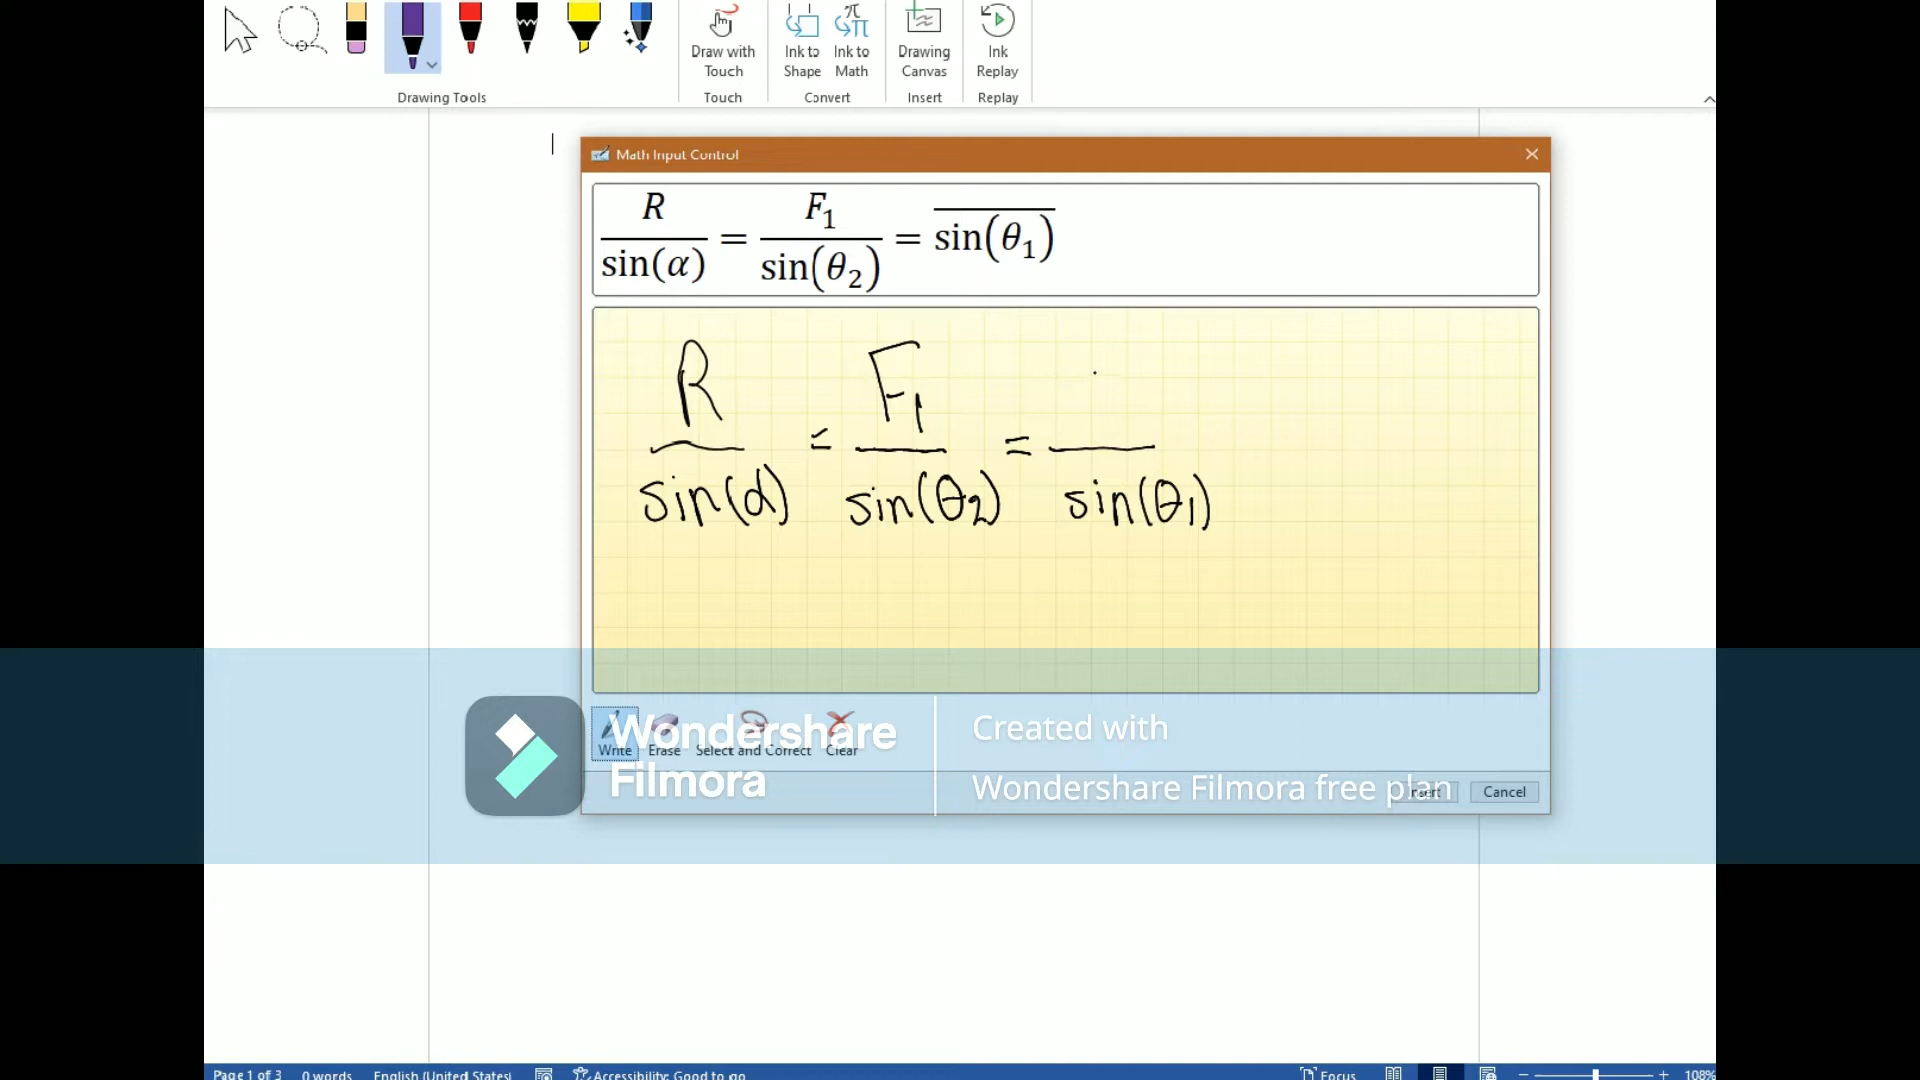 Draw with Touch
Ink to Shape
Ink to Math
Drawing Canvas
Ink Replay
Drawing Tools
Touch
Convert
Insert
Replay
Math Input Control
R/sin(α) = F₁/sin(θ₂) = /sin(θ₁)
R/sin(α) = F₁/sin(θ₂) = /sin(θ₁)
Write
Erase
Select and Correct
Clear
Wondershare
Filmora
Created with
Wondershare Filmora free plan
Insert
Cancel
Page 1 of 3
0 words
English (United States)
Accessibility: Good to go
Focus
108%